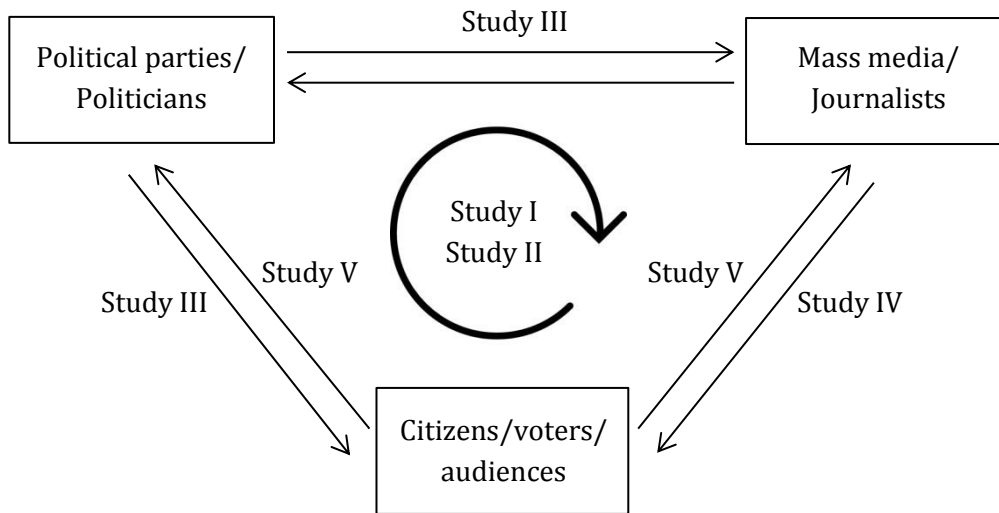 Study III
Political parties/
Politicians
Mass media/
Journalists
Study I
Study II
Study V
Study III
Study V
Study IV
Citizens/voters/
audiences